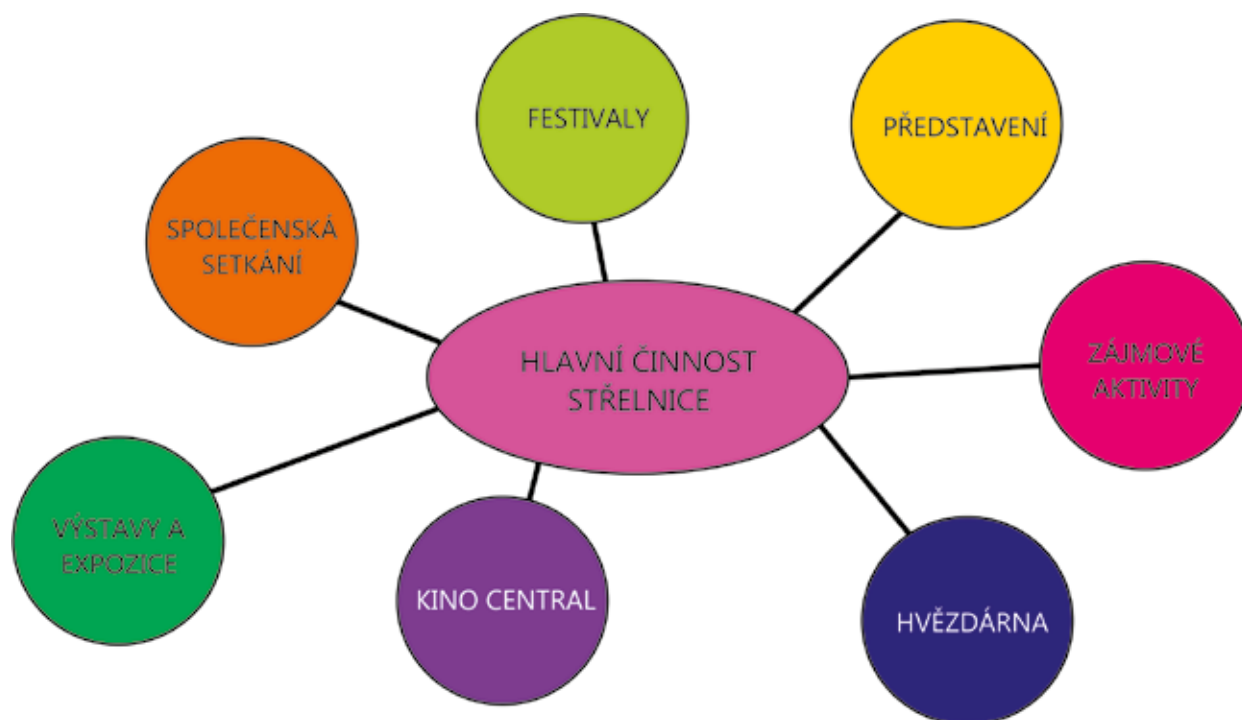 FESTIVALY
PŘEDSTAVENÍ
SPOLEČENSKÁ
SETKÁNÍ
HLAVNÍ ČINNOST
STŘELNICE
ZÁJMOVÉ
AKTIVITY
VÝSTAVY A
EXPOZICE
KINO CENTRAL
HVĚZDÁRNA